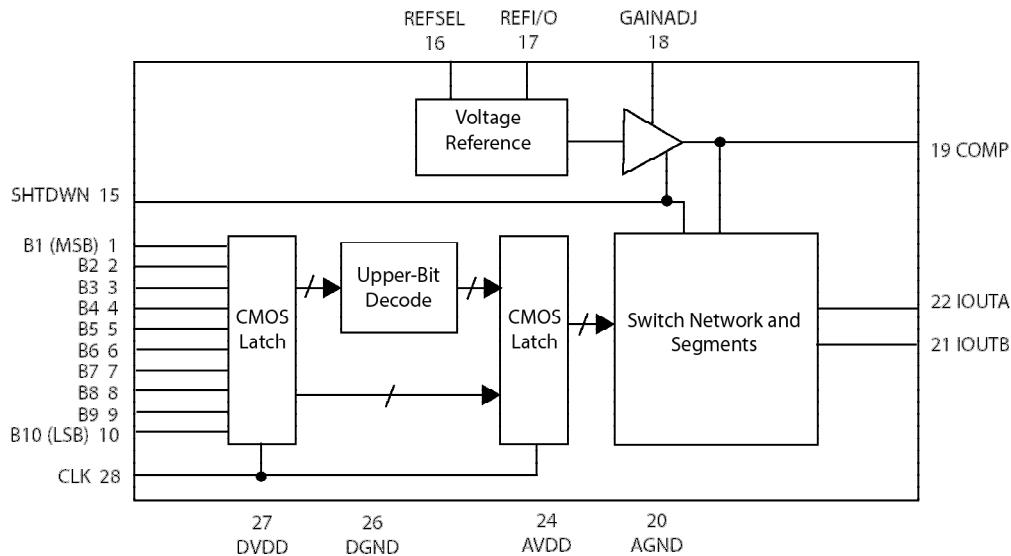 REFSEL
16
REFI/O
17
GAINADJ
18
Voltage
Reference
19 COMP
SHTDWN 15
B1 (MSB) 1
B2 2
B3 3
B4 4
B5 5
B6 6
B7 7
B8 8
B9 9
B10 (LSB) 10
CLK 28
CMOS
Latch
Upper-Bit
Decode
CMOS
Latch
Switch Network and
Segments
22 IOUTA
21 IOUTB
27
DVDD
26
DGND
24
AVDD
20
AGND